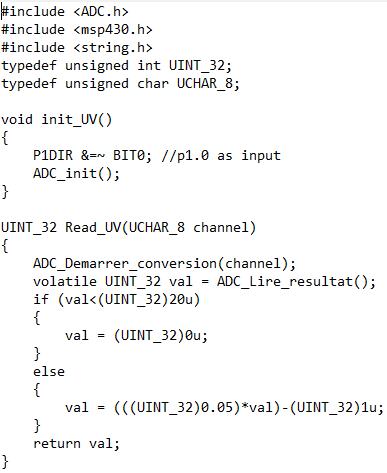 #include <ADC.h>
#include <msp430.h>
#include <string.h>
typedef unsigned int UINT_32;
typedef unsigned char UCHAR_8;
void init_UV()
{
P1DIR &=~ BIT0; //p1.0 as input
ADC_init();
}
UINT_32 Read_UV(UCHAR_8 channel)
{
ADC_Demarrer_conversion(channel);
volatile UINT_32 val = ADC_Lire_resultat();
if (val<(UINT_32)20u)
{
val = (UINT_32)0u;
}
else
{
val = (((UINT_32)0.05)*val)-(UINT_32)1u;
}
return val;
}